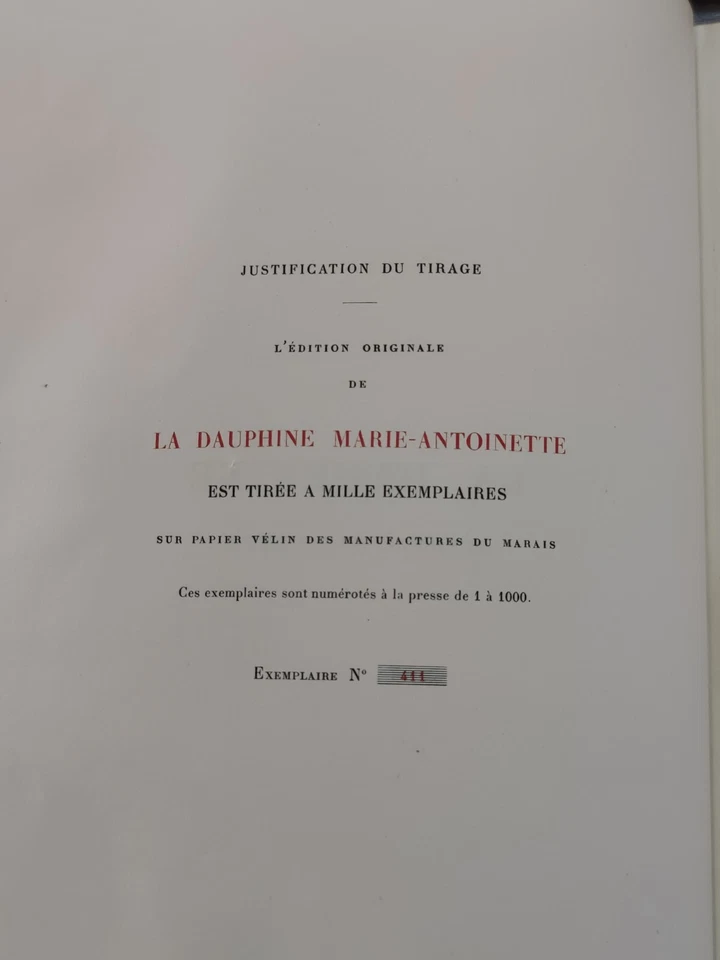 JUSTIFICATION DU TIRAGE
L'ÉDITION ORIGINALE
DE
LA DAUPHINE MARIE-ANTOINETTE
EST TIRÉE A MILLE EXEMPLAIRES
SUR PAPIER VÉLIN DES MANUFACTURES DU MARAIS
Ces exemplaires sont numérotés à la presse de 1 à 1000.
EXEMPLAIRE Nº 411